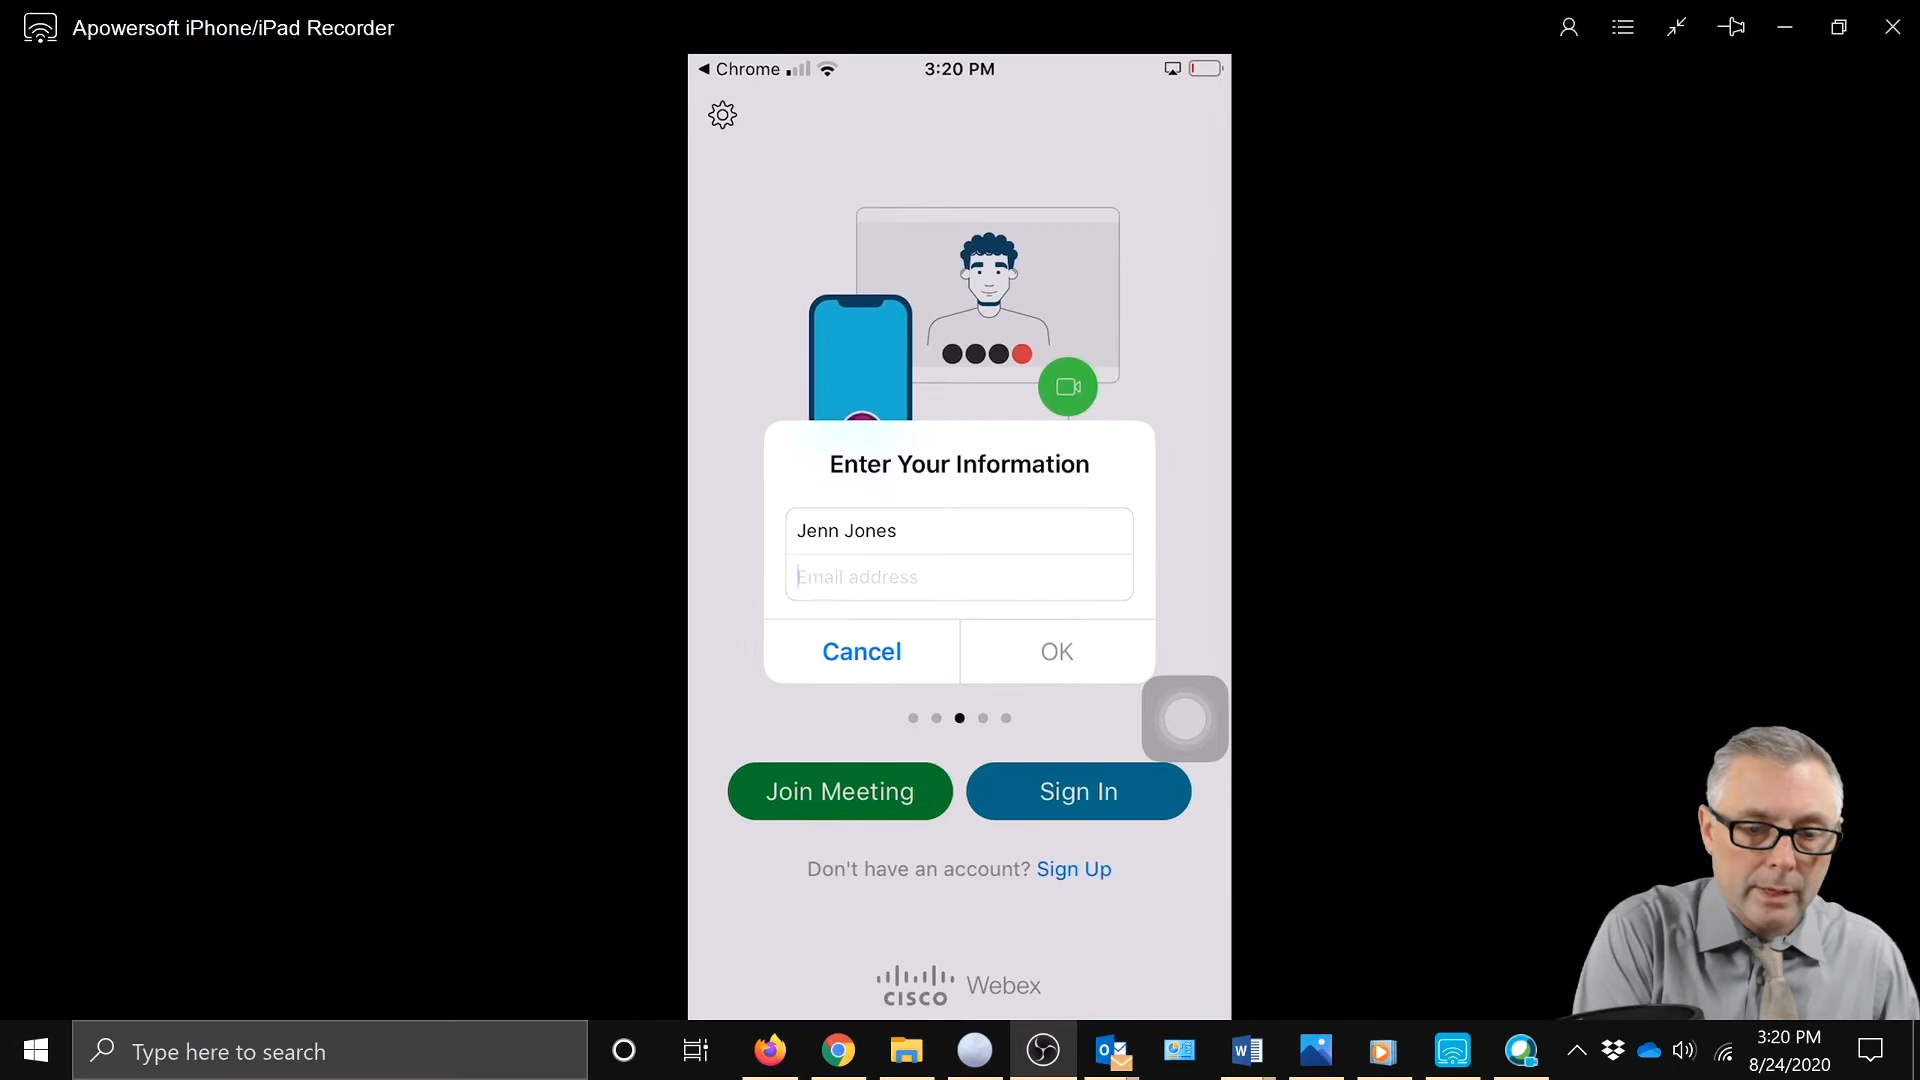 Apowersoft iPhone/iPad Recorder
Chrome
3:20 PM
Enter Your Information
Jenn Jones
Email address
Cancel
OK
Join Meeting
Sign In
Don't have an account? Sign Up
CISCO Webex
Type here to search
3:20 PM
8/24/2020